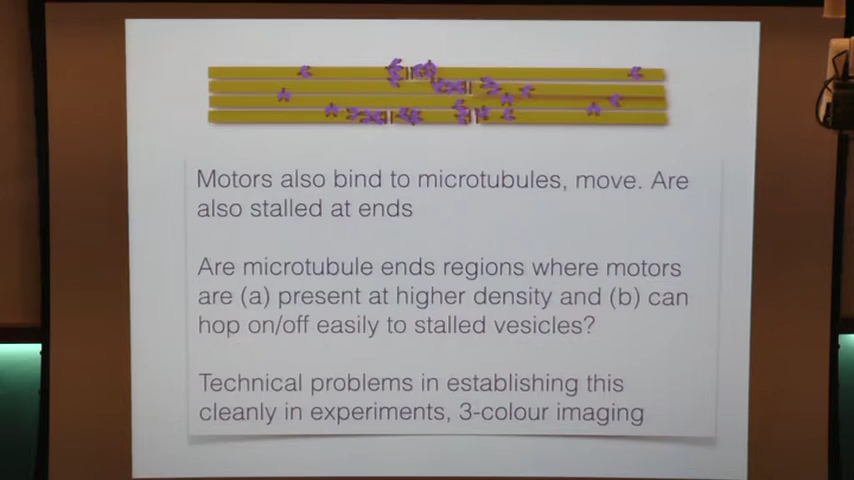 Motors also bind to microtubules, move. Are
also stalled at ends
Are microtubule ends regions where motors
are (a) present at higher density and (b) can
hop on/off easily to stalled vesicles?
Technical problems in establishing this
cleanly in experiments, 3-colour imaging